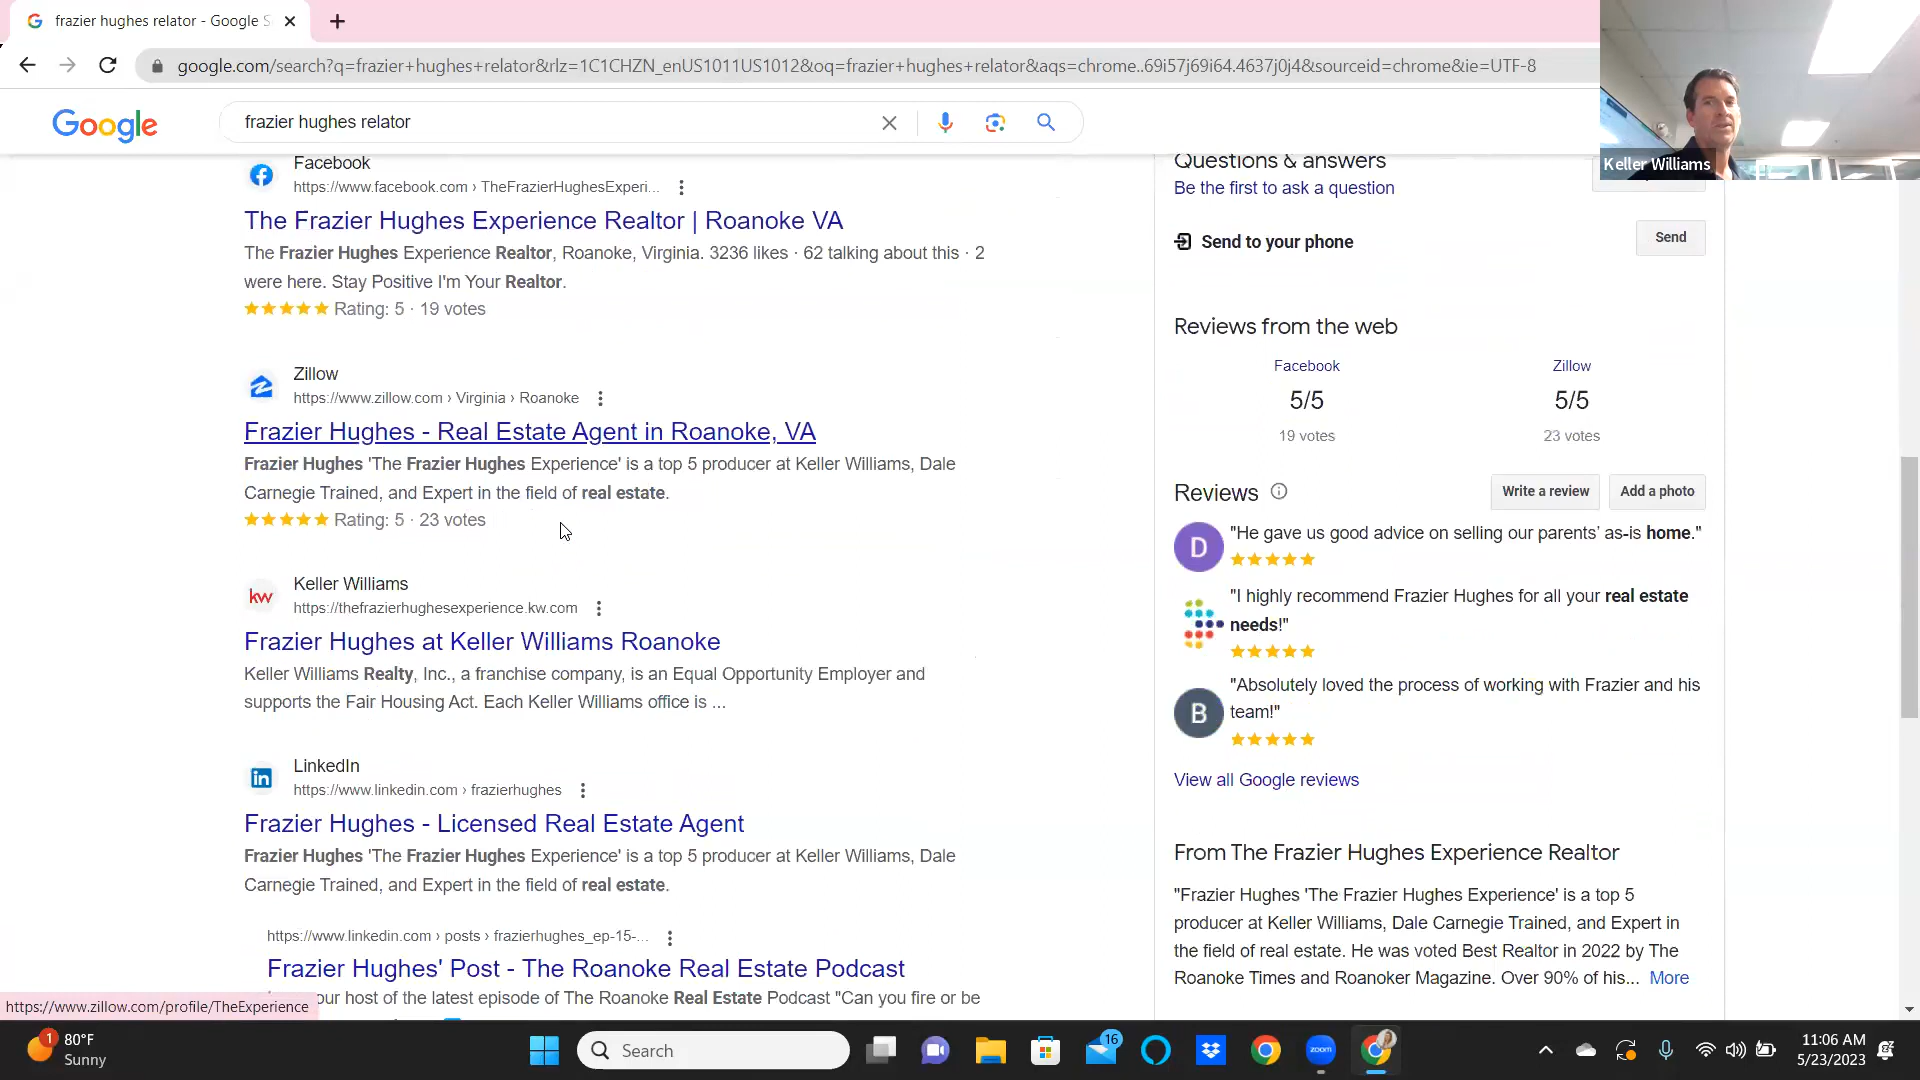 frazier hughes relator - Google S
google.com/search?q=frazier+hughes+relator&rlz=1C1CHZN_enUS1011US1012&oq=frazier+hughes+relator&aqs=chrome..69i57j69i64.4637j0j4&sourceid=chrome&ie=UTF-8
Google
frazier hughes relator
Keller Williams
Facebook
https://www.facebook.com › TheFrazierHughesExperi...
The Frazier Hughes Experience Realtor | Roanoke VA
The Frazier Hughes Experience Realtor, Roanoke, Virginia. 3236 likes · 62 talking about this · 2
were here. Stay Positive I'm Your Realtor.
Rating: 5 · 19 votes
Zillow
https://www.zillow.com › Virginia › Roanoke
Frazier Hughes - Real Estate Agent in Roanoke, VA
Frazier Hughes 'The Frazier Hughes Experience' is a top 5 producer at Keller Williams, Dale
Carnegie Trained, and Expert in the field of real estate.
Rating: 5 · 23 votes
kw
Keller Williams
https://thefrazierhughesexperience.kw.com
Frazier Hughes at Keller Williams Roanoke
Keller Williams Realty, Inc., a franchise company, is an Equal Opportunity Employer and
supports the Fair Housing Act. Each Keller Williams office is ...
in
LinkedIn
https://www.linkedin.com › frazierhughes
Frazier Hughes - Licensed Real Estate Agent
Frazier Hughes 'The Frazier Hughes Experience' is a top 5 producer at Keller Williams, Dale
Carnegie Trained, and Expert in the field of real estate.
https://www.linkedin.com › posts › frazierhughes_ep-15-...
Frazier Hughes' Post - The Roanoke Real Estate Podcast
our host of the latest episode of The Roanoke Real Estate Podcast "Can you fire or be
https://www.zillow.com/profile/TheExperience
Questions & answers
Be the first to ask a question
Send to your phone
Send
Reviews from the web
Facebook Zillow
5/5 5/5
19 votes 23 votes
Reviews
Write a review
Add a photo
D
"He gave us good advice on selling our parents' as-is home."
"I highly recommend Frazier Hughes for all your real estate
needs!"
B
"Absolutely loved the process of working with Frazier and his
team!"
View all Google reviews
From The Frazier Hughes Experience Realtor
"Frazier Hughes 'The Frazier Hughes Experience' is a top 5
producer at Keller Williams, Dale Carnegie Trained, and Expert in
the field of real estate. He was voted Best Realtor in 2022 by The
Roanoke Times and Roanoker Magazine. Over 90% of his... More
1
80°F
Sunny
Search
16
zoom
11:06 AM
5/23/2023